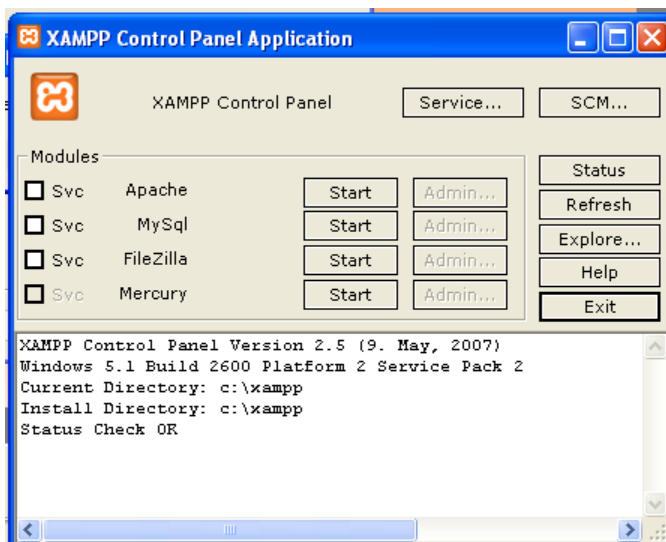 XAMPP Control Panel Application
XAMPP Control Panel Service... SCM...
Modules
Svc Apache Start Admin...
Svc MySql Start Admin...
Svc FileZilla Start Admin...
Svc Mercury Start Admin...
Status
Refresh
Explore...
Help
Exit
XAMPP Control Panel Version 2.5 (9. May, 2007)
Windows 5.1 Build 2600 Platform 2 Service Pack 2
Current Directory: c:\xampp
Install Directory: c:\xampp
Status Check OK